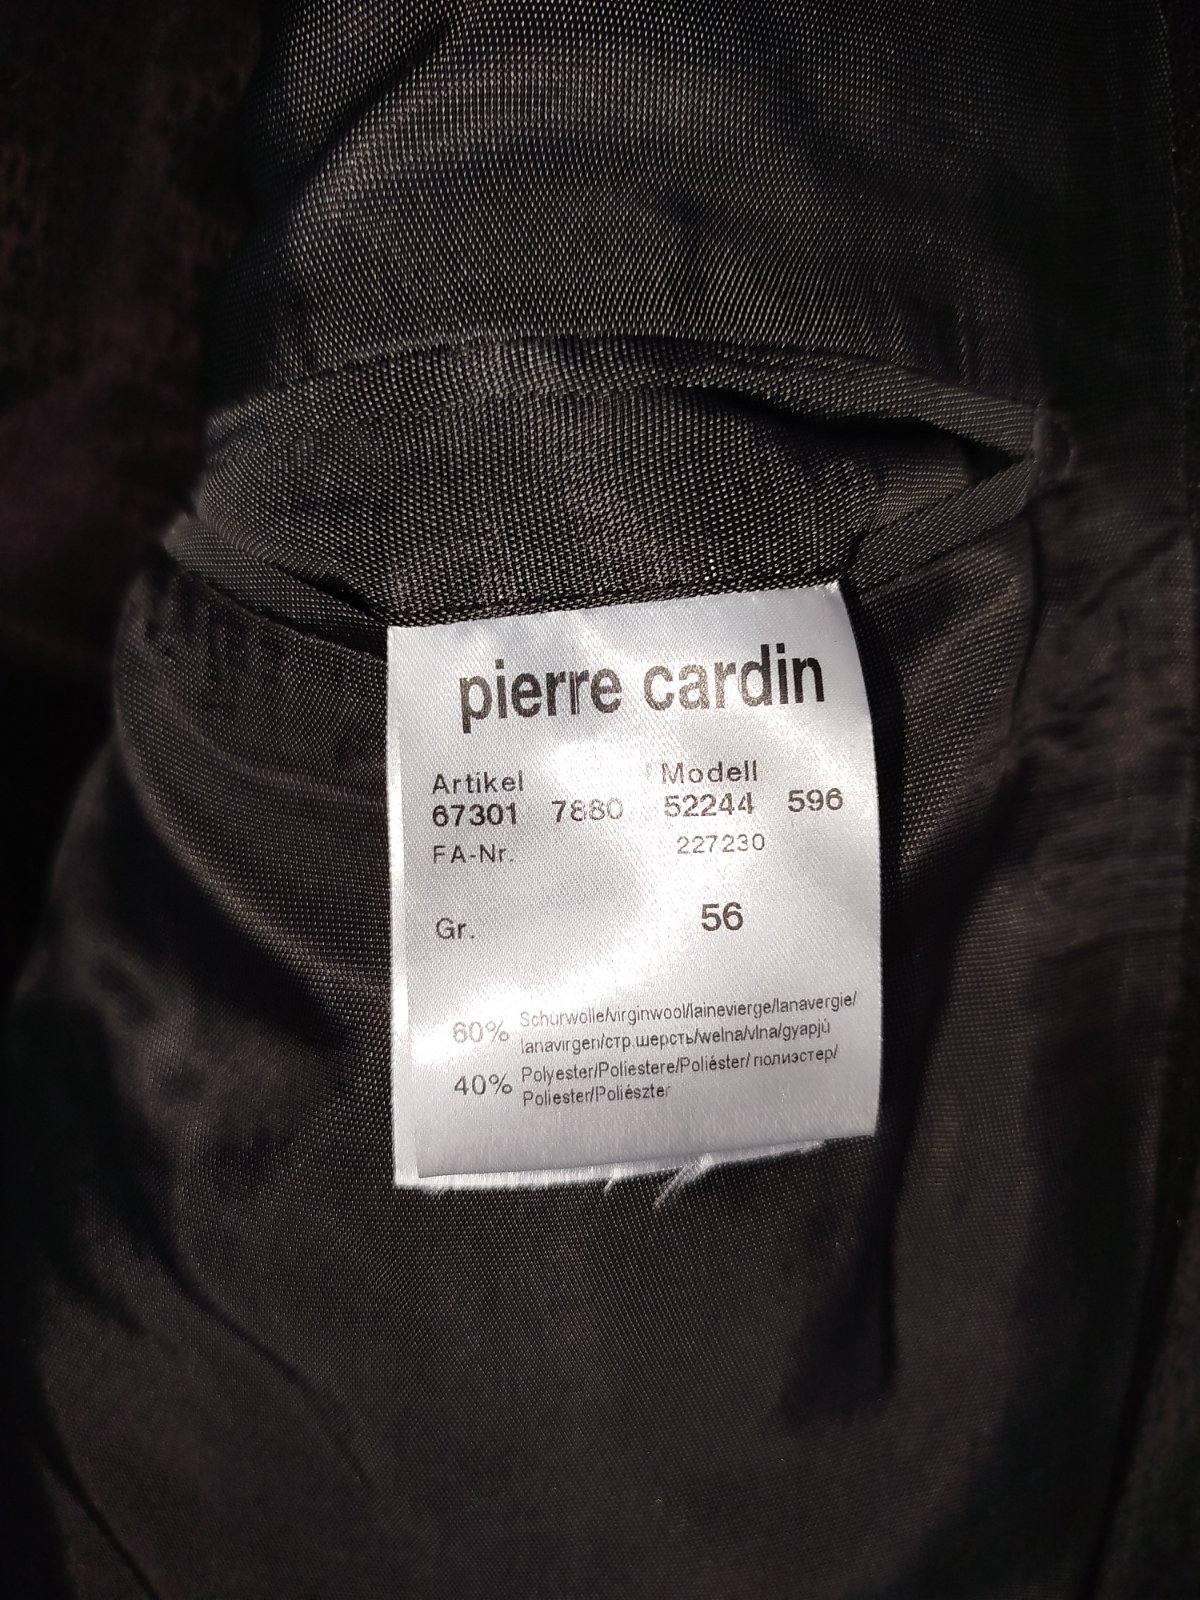 pierre cardin
Artikel Modell
67301 7880 52244 596
FA-Nr. 227230
Gr. 56
60% Schurwolle/virginwool/lainevierge/lanavergie/
lanavirgen/стр.шерсть/wełna/vlna/gyapjú
40% Polyester/Poliestere/Poliéster/полиэстер/
Poliester/Poliészter